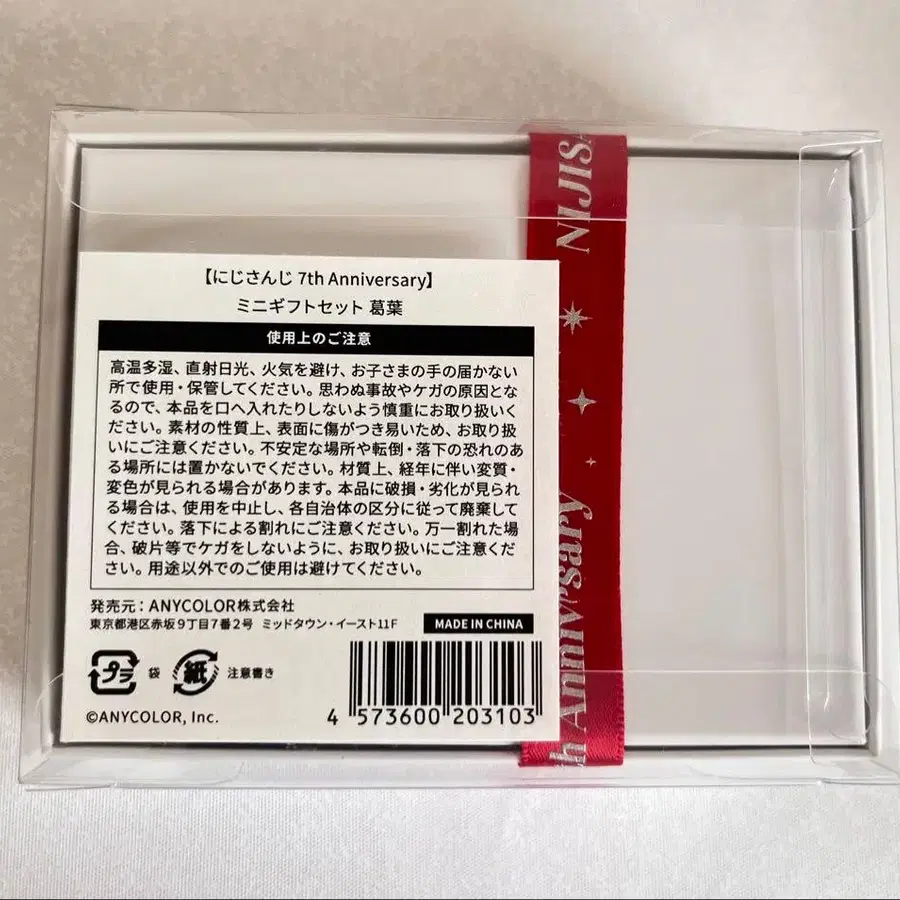 【にじさんじ 7th Anniversary】
ミニギフトセット 葛葉
使用上のご注意
高温多湿、直射日光、火気を避け、お子さまの手の届かない
所で使用・保管してください。思わぬ事故やケガの原因とな
るので、本品を口へ入れたりしないよう慎重にお取り扱いく
ださい。素材の性質上、表面に傷がつき易いため、お取り扱
いにご注意ください。不安定な場所や転倒・落下の恐れのあ
る場所には置かないでください。材質上、経年に伴い変質・
変色が見られる場合があります。本品に破損・劣化が見られ
る場合は、使用を中止し、各自治体の区分に従って廃棄して
ください。落下による割れにご注意ください。万一割れた場
合、破片等でケガをしないように、お取り扱いにご注意くだ
さい。用途以外でのご使用は避けてください。
発売元：ANYCOLOR株式会社
東京都港区赤坂9丁目7番2号 ミッドタウン・イースト11F
MADE IN CHINA
プラ 袋 紙 注意書き
©ANYCOLOR, Inc.
4 573600 203103
NIJISA
th Anniversary